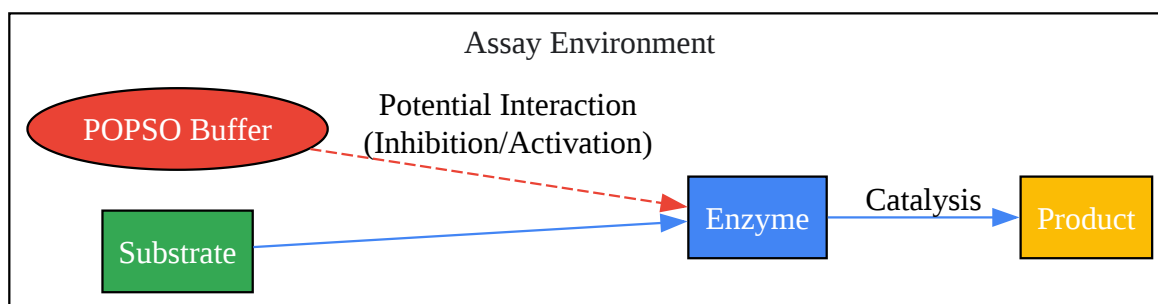 Assay Environment
POPSO Buffer
Potential Interaction
(Inhibition/Activation)
Substrate
Enzyme
Catalysis
Product